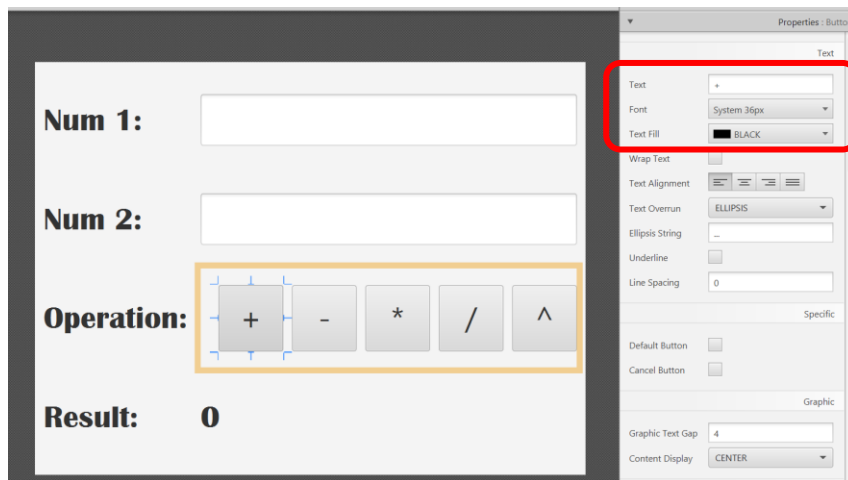 Num 1:
Num 2:
Operation:
+ - * / ^
Result: 0
Properties : Butto
Text
Text +
Font System 36px
Text Fill BLACK
Wrap Text
Text Alignment
Text Overrun ELLIPSIS
Ellipsis String ...
Underline
Line Spacing 0
Specific
Default Button
Cancel Button
Graphic
Graphic Text Gap 4
Content Display CENTER